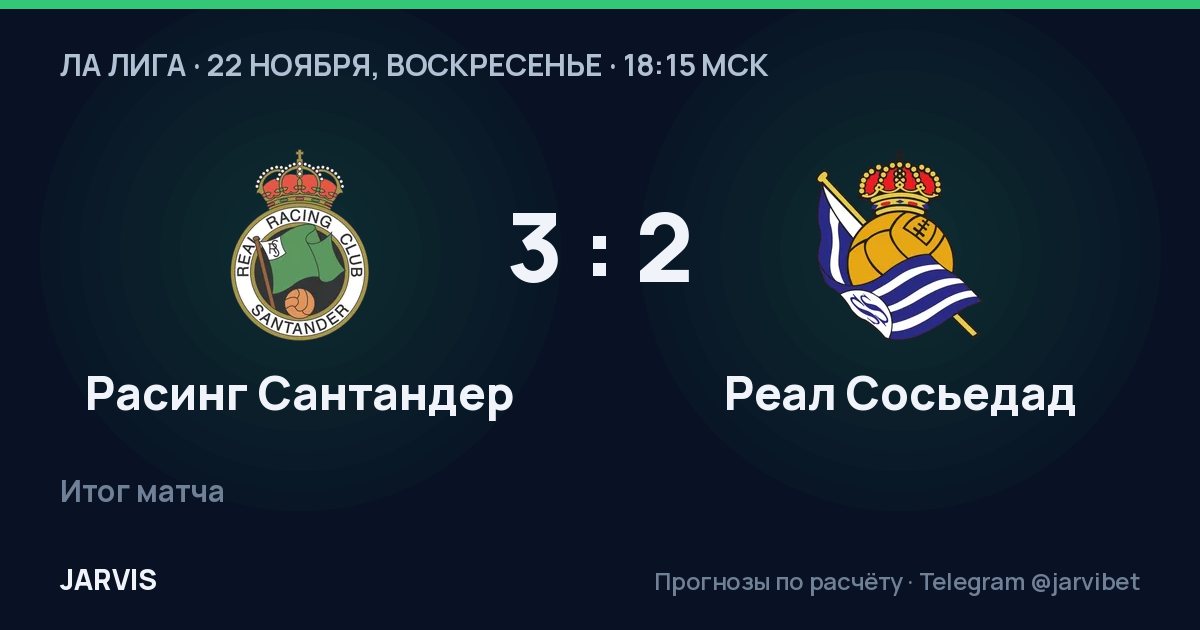 ЛА ЛИГА · 22 НОЯБРЯ, ВОСКРЕСЕНЬЕ · 18:15 МСК
REAL RACING CLUB
SANTANDER
3 : 2
Расинг Сантандер
Реал Сосьедад
Итог матча
JARVIS
Прогнозы по расчёту · Telegram @jarvibet